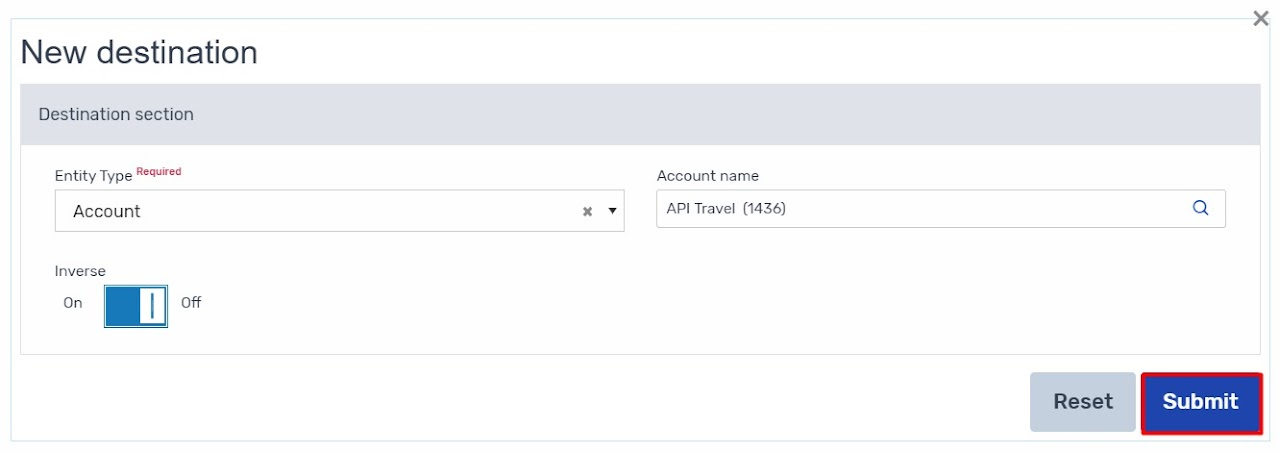 New destination
Destination section
Entity Type Required
Account
Account name
API Travel (1436)
Inverse
On
Off
Reset
Submit